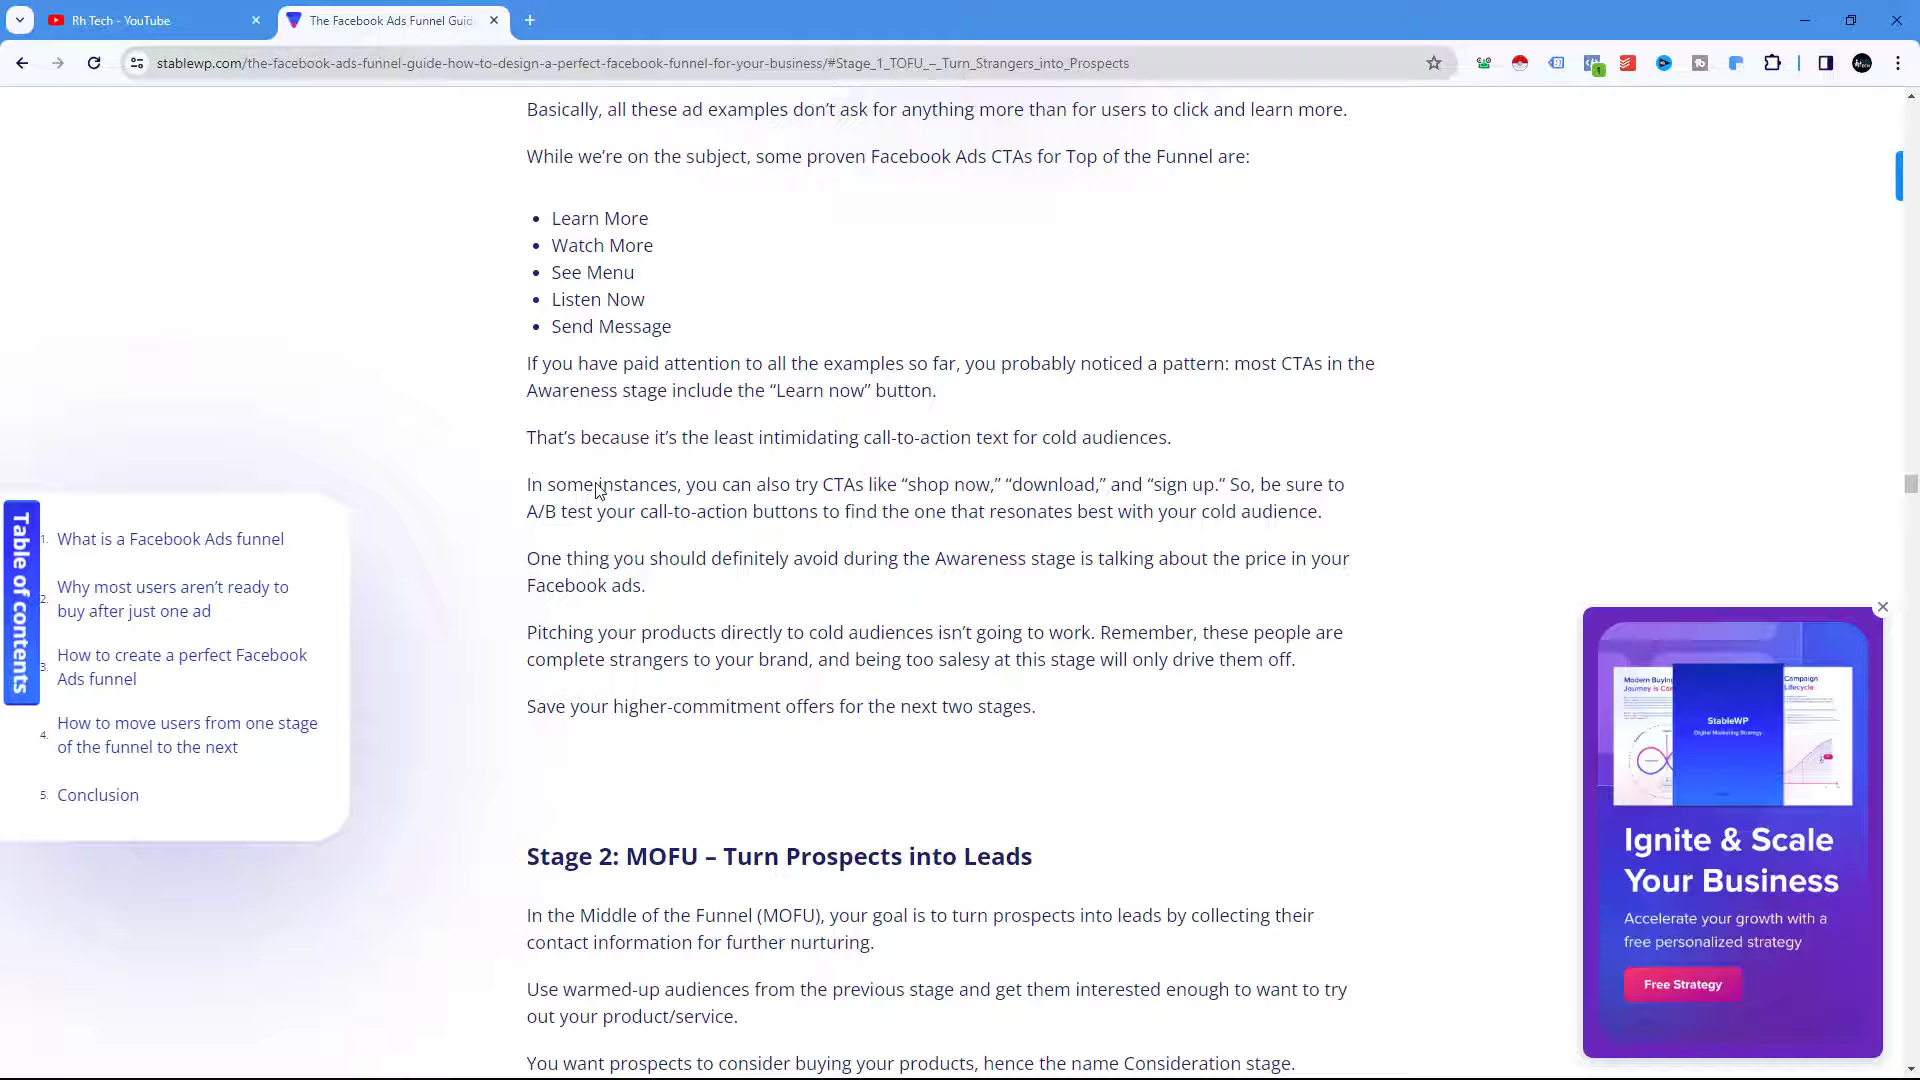 Rh Tech - YouTube
The Facebook Ads Funnel Guid
stablewp.com/the-facebook-ads-funnel-guide-how-to-design-a-perfect-facebook-funnel-for-your-business/#Stage_1_TOFU_–_Turn_Strangers_into_Prospects
1
Basically, all these ad examples don’t ask for anything more than for users to click and learn more.
While we’re on the subject, some proven Facebook Ads CTAs for Top of the Funnel are:
• Learn More
• Watch More
• See Menu
• Listen Now
• Send Message
If you have paid attention to all the examples so far, you probably noticed a pattern: most CTAs in the
Awareness stage include the “Learn now” button.
That’s because it’s the least intimidating call-to-action text for cold audiences.
In some instances, you can also try CTAs like “shop now,” “download,” and “sign up.“ So, be sure to
A/B test your call-to-action buttons to find the one that resonates best with your cold audience.
One thing you should definitely avoid during the Awareness stage is talking about the price in your
Facebook ads.
Pitching your products directly to cold audiences isn’t going to work. Remember, these people are
complete strangers to your brand, and being too salesy at this stage will only drive them off.
Save your higher-commitment offers for the next two stages.
Stage 2: MOFU – Turn Prospects into Leads
In the Middle of the Funnel (MOFU), your goal is to turn prospects into leads by collecting their
contact information for further nurturing.
Use warmed-up audiences from the previous stage and get them interested enough to want to try
out your product/service.
You want prospects to consider buying your products, hence the name Consideration stage.
Table of contents
1. What is a Facebook Ads funnel
2. Why most users aren’t ready to
buy after just one ad
3. How to create a perfect Facebook
Ads funnel
4. How to move users from one stage
of the funnel to the next
5. Conclusion
Modern Buying
Journey is Com
Campaign
Lifecycle
StableWP
Digital Marketing Strategy
Ignite & Scale
Your Business
Accelerate your growth with a
free personalized strategy
Free Strategy